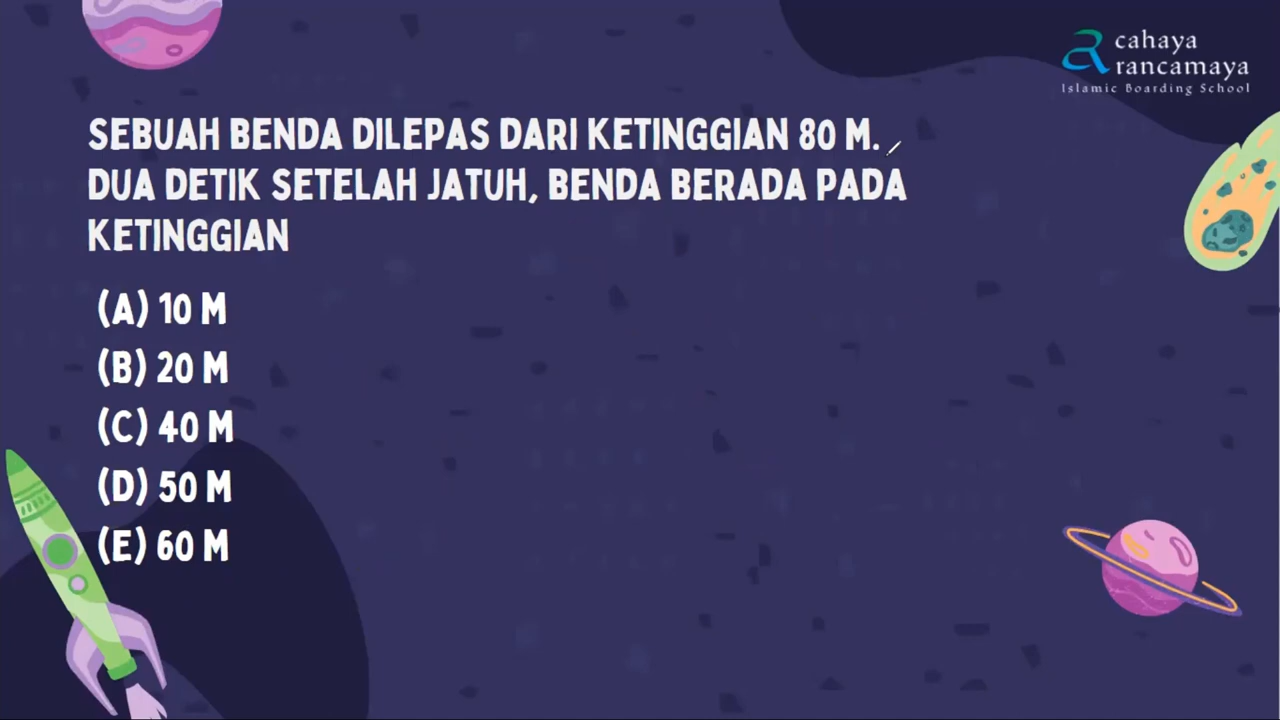 cahaya
rancamaya
Islamic Boarding School
SEBUAH BENDA DILEPAS DARI KETINGGIAN 80 M.
DUA DETIK SETELAH JATUH, BENDA BERADA PADA
KETINGGIAN
(A) 10 M
(B) 20 M
(C) 40 M
(D) 50 M
(E) 60 M